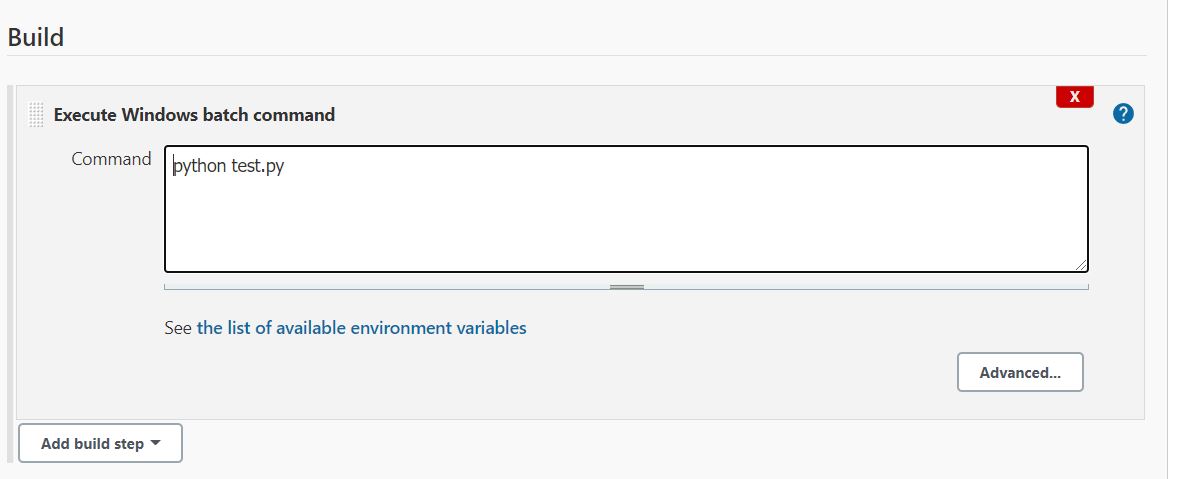 Build
X
Execute Windows batch command
?
Command
python test.py
See the list of available environment variables
Advanced...
Add build step